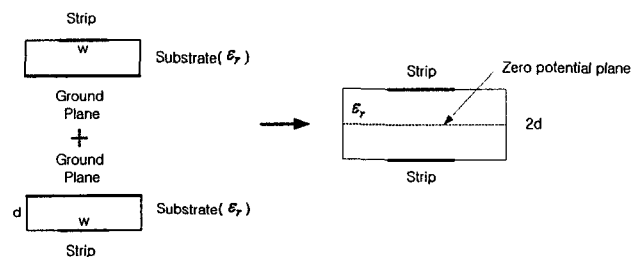 Strip
w
Substrate( εr )
Ground
Plane
+
Ground
Plane
d
w
Substrate( εr )
Strip
Strip
Zero potential plane
εr
2d
Strip